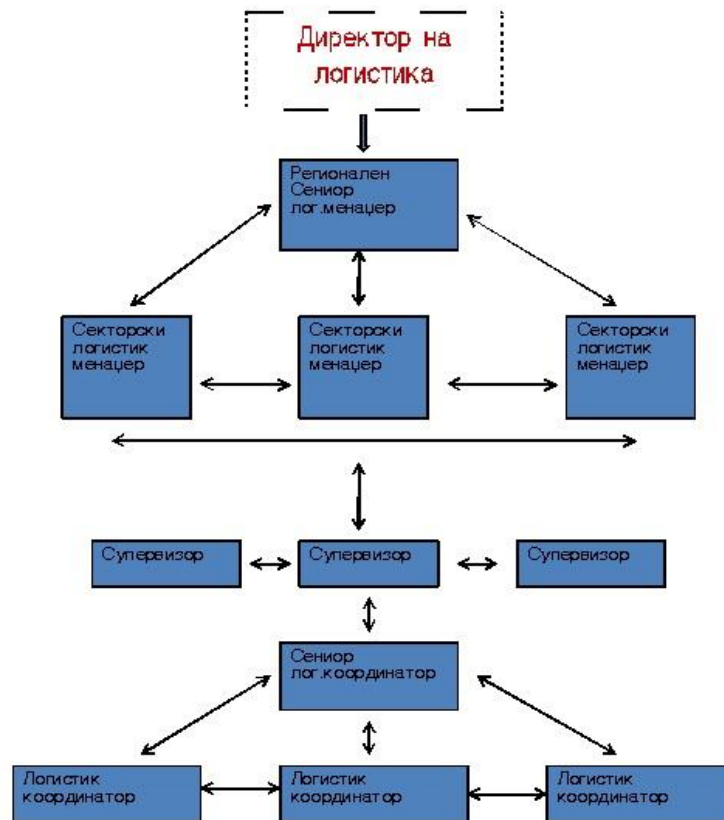 Директор на
логистика
Регионален
Сениор
лог.менаџер
Секторски
логистик
менаџер
Секторски
логистик
менаџер
Секторски
логистик
менаџер
Супервизор
Супервизор
Супервизор
Сениор
лог.координатор
Логистик
координатор
Логистик
координатор
Логистик
координатор